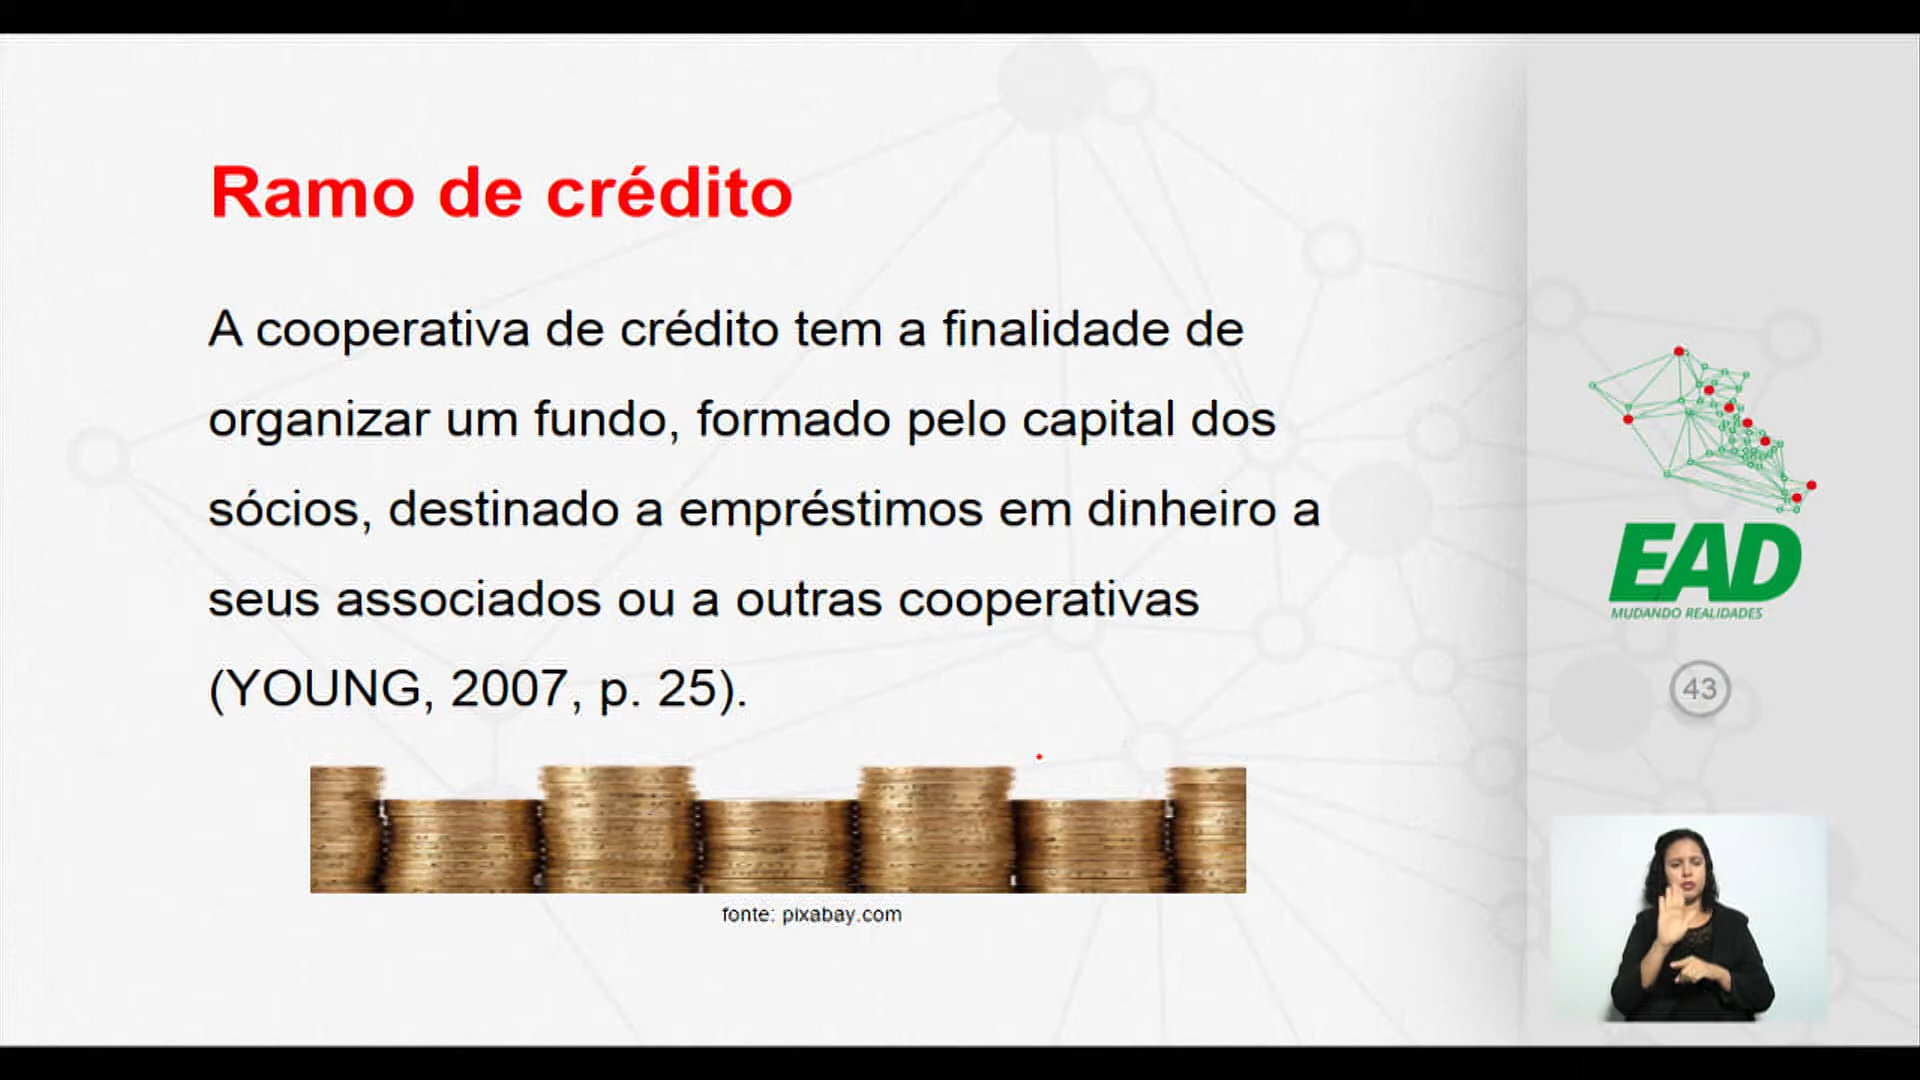 Ramo de crédito
A cooperativa de crédito tem a finalidade de
organizar um fundo, formado pelo capital dos
sócios, destinado a empréstimos em dinheiro a
seus associados ou a outras cooperativas
(YOUNG, 2007, p. 25).
fonte: pixabay.com
EAD
MUDANDO REALIDADES
43